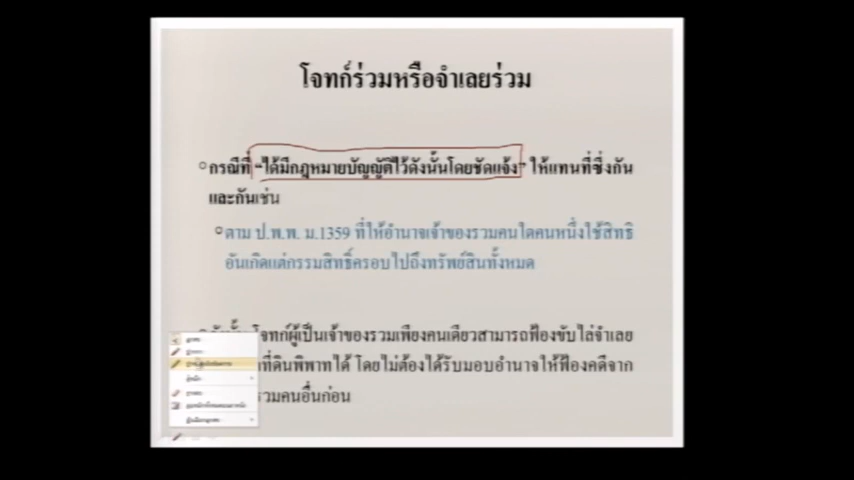 โจทก์ร่วมหรือจำเลยร่วม
กรณีที่ “ได้มีกฎหมายบัญญัติไว้ดังนั้นโดยชัดแจ้ง” ให้แทนที่ซึ่งกัน
และกันเช่น
ตาม ป.พ.พ. ม.1359 ที่ให้อำนาจเจ้าของรวมคนใดคนหนึ่งใช้สิทธิ
อันเกิดแต่กรรมสิทธิ์ครอบไปถึงทรัพย์สินทั้งหมด
โจทก์ผู้เป็นเจ้าของรวมเพียงคนเดียวสามารถฟ้องขับไล่จำเลย
ที่ดินพิพาทได้ โดยไม่ต้องได้รับมอบอำนาจให้ฟ้องคดีจาก
รวมคนอื่นก่อน